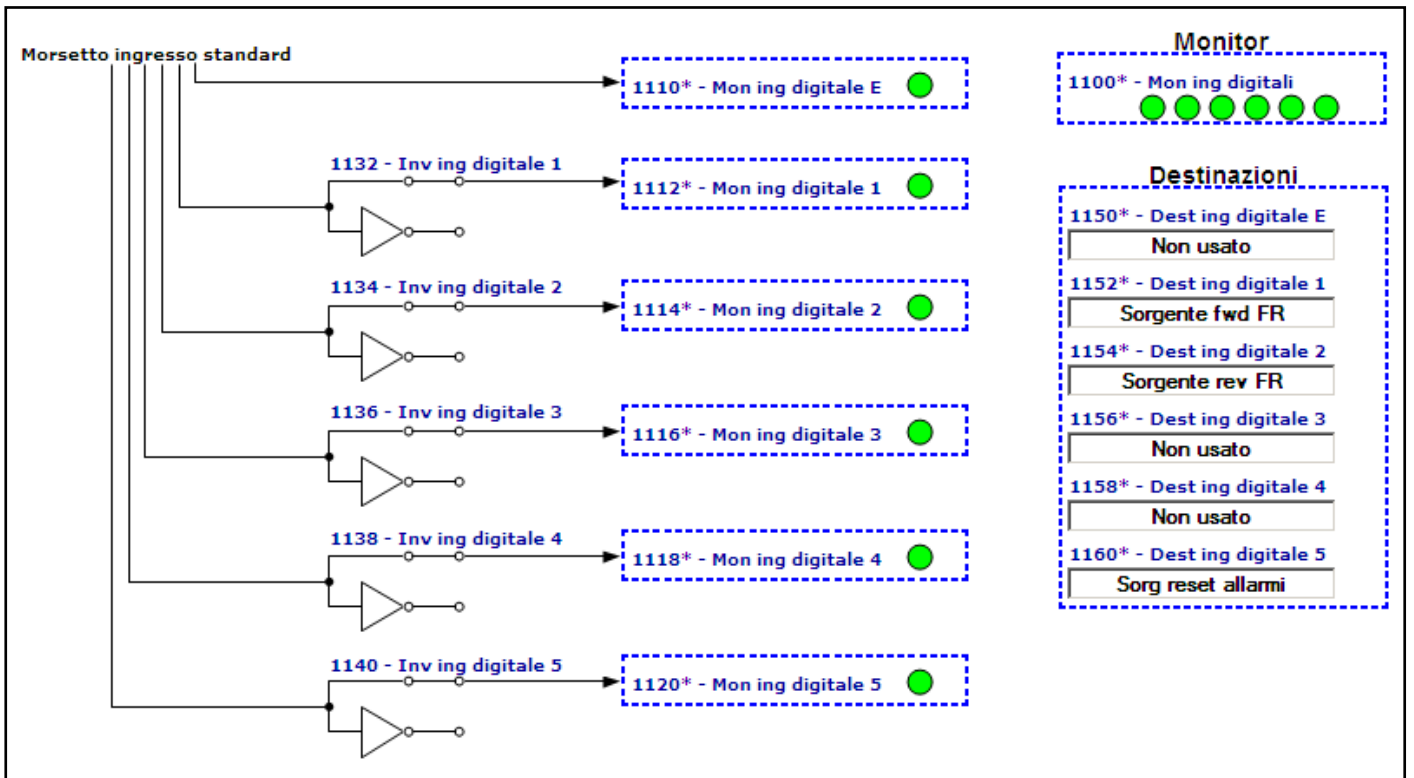 Morsetto ingresso standard
1110* - Mon ing digitale E
1132 - Inv ing digitale 1
1112* - Mon ing digitale 1
1134 - Inv ing digitale 2
1114* - Mon ing digitale 2
1136 - Inv ing digitale 3
1116* - Mon ing digitale 3
1138 - Inv ing digitale 4
1118* - Mon ing digitale 4
1140 - Inv ing digitale 5
1120* - Mon ing digitale 5
Monitor
1100* - Mon ing digitali
Destinazioni
1150* - Dest ing digitale E
Non usato
1152* - Dest ing digitale 1
Sorgente fwd FR
1154* - Dest ing digitale 2
Sorgente rev FR
1156* - Dest ing digitale 3
Non usato
1158* - Dest ing digitale 4
Non usato
1160* - Dest ing digitale 5
Sorg reset allarmi